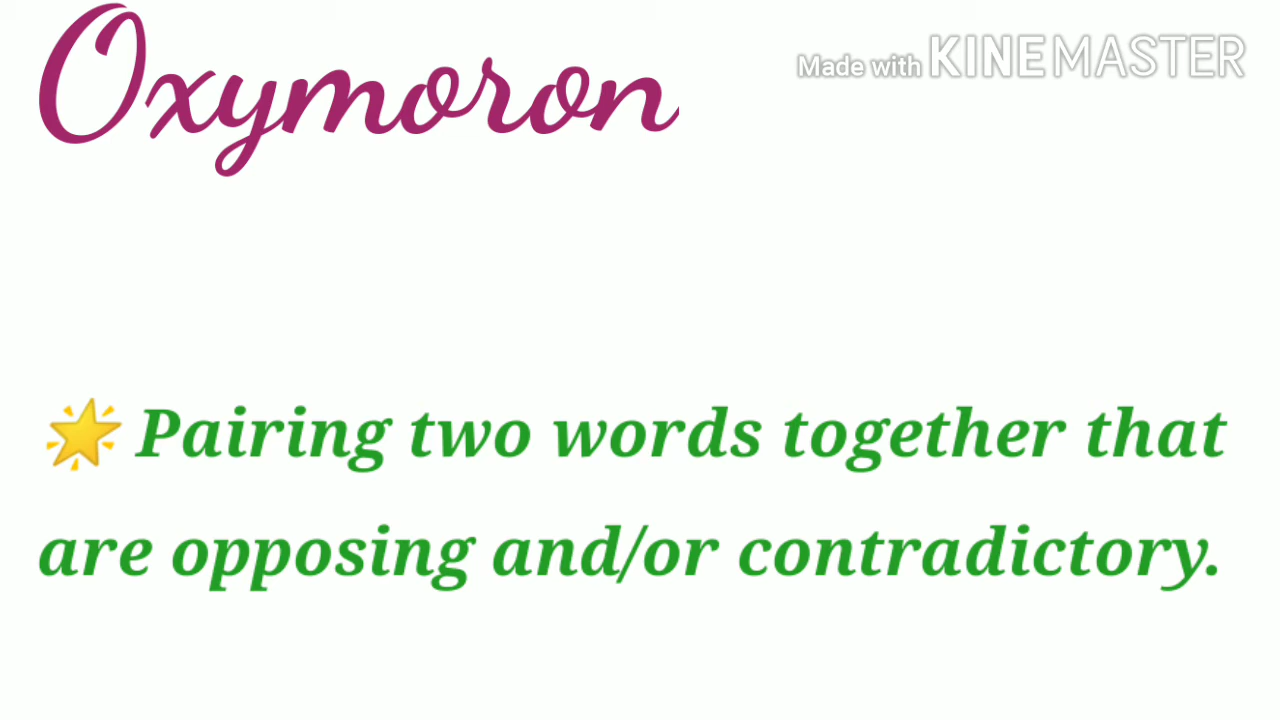 Oxymoron
Made with KINEMASTER
🌟 Pairing two words together that
are opposing and/or contradictory.